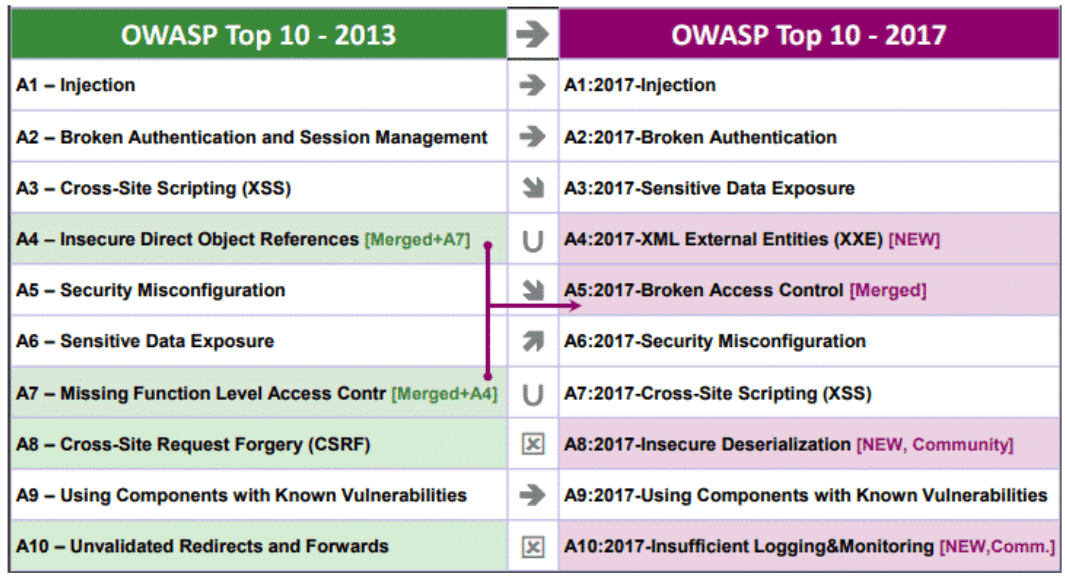 OWASP Top 10 - 2013
OWASP Top 10 - 2017
A1 – Injection
A1:2017-Injection
A2 – Broken Authentication and Session Management
A2:2017-Broken Authentication
A3 – Cross-Site Scripting (XSS)
A3:2017-Sensitive Data Exposure
A4 – Insecure Direct Object References [Merged+A7]
A4:2017-XML External Entities (XXE) [NEW]
A5 – Security Misconfiguration
A5:2017-Broken Access Control [Merged]
A6 – Sensitive Data Exposure
A6:2017-Security Misconfiguration
A7 – Missing Function Level Access Contr [Merged+A4]
A7:2017-Cross-Site Scripting (XSS)
A8 – Cross-Site Request Forgery (CSRF)
A8:2017-Insecure Deserialization [NEW, Community]
A9 – Using Components with Known Vulnerabilities
A9:2017-Using Components with Known Vulnerabilities
A10 – Unvalidated Redirects and Forwards
A10:2017-Insufficient Logging&Monitoring [NEW,Comm.]